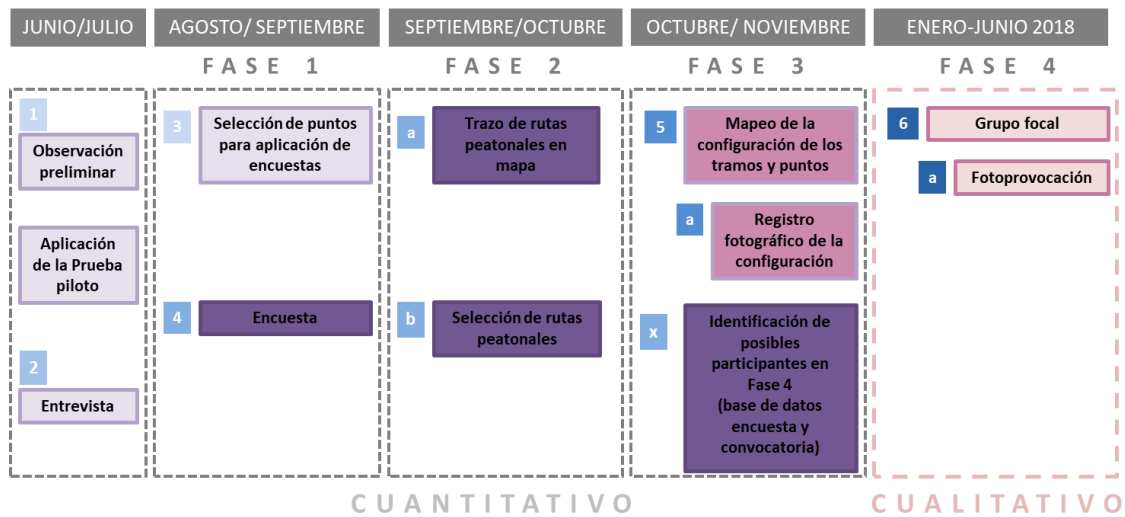 JUNIO/JULIO
AGOSTO/ SEPTIEMBRE
SEPTIEMBRE/OCTUBRE
OCTUBRE/ NOVIEMBRE
ENERO-JUNIO 2018
FASE 1
FASE 2
FASE 3
FASE 4
1
Observación
preliminar
Aplicación
de la Prueba
piloto
2
Entrevista
3
Selección de puntos
para aplicación de
encuestas
4
Encuesta
a
Trazo de rutas
peatonales en
mapa
b
Selección de rutas
peatonales
5
Mapeo de la
configuración de los
tramos y puntos
a
Registro
fotográfico de la
configuración
x
Identificación de
posibles
participantes en
Fase 4
(base de datos
encuesta y
convocatoria)
6
Grupo focal
a
Fotoprovocación
CUANTITATIVO
CUALITATIVO